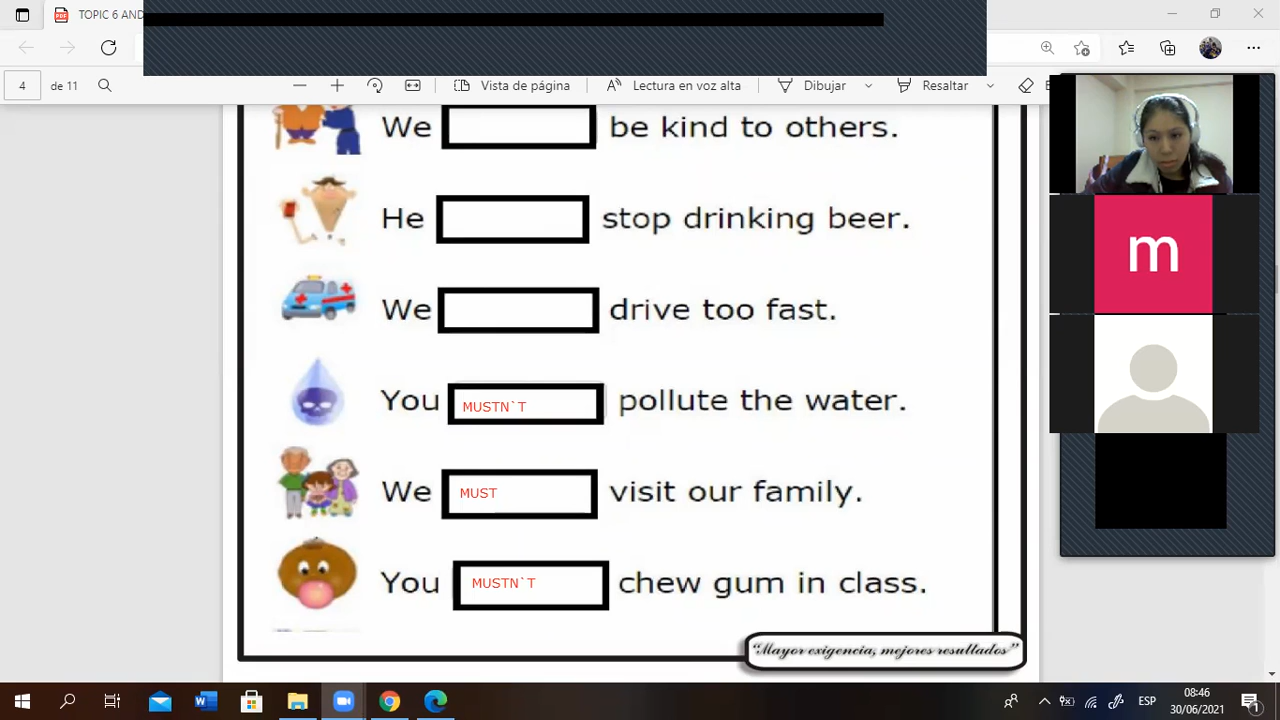 TOPIC 6 AND
4 de 11
Vista de página
Lectura en voz alta
Dibujar
Resaltar
We be kind to others.
He stop drinking beer.
We drive too fast.
You MUSTN`T pollute the water.
We MUST visit our family.
You MUSTN`T chew gum in class.
"Mayor exigencia, mejores resultados"
m
ESP
08:46
30/06/2021